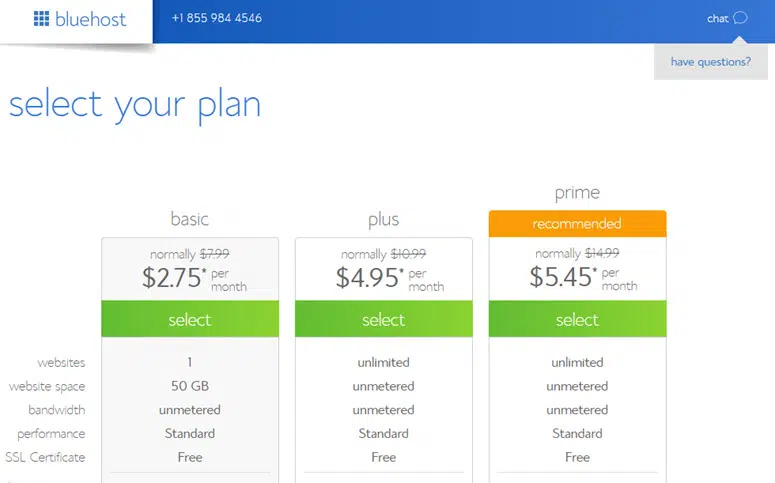 bluehost
+1 855 984 4546
chat
have questions?
select your plan
basic
plus
prime
recommended
normally $7.99
$2.75* per month
normally $10.99
$4.95* per month
normally $14.99
$5.45* per month
select
select
select
websites 1 unlimited unlimited
website space 50 GB unmetered unmetered
bandwidth unmetered unmetered unmetered
performance Standard Standard Standard
SSL Certificate Free Free Free